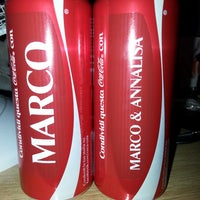 Condividi questa Coca-Cola con
MARCO
Condividi questa Coca-Cola con
MARCO & ANNALISA